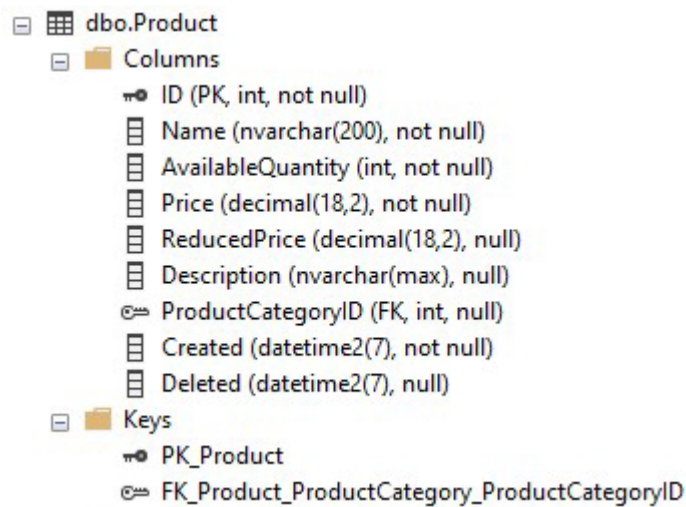 dbo.Product
Columns
ID (PK, int, not null)
Name (nvarchar(200), not null)
AvailableQuantity (int, not null)
Price (decimal(18,2), not null)
ReducedPrice (decimal(18,2), null)
Description (nvarchar(max), null)
ProductCategoryID (FK, int, null)
Created (datetime2(7), not null)
Deleted (datetime2(7), null)
Keys
PK_Product
FK_Product_ProductCategory_ProductCategoryID